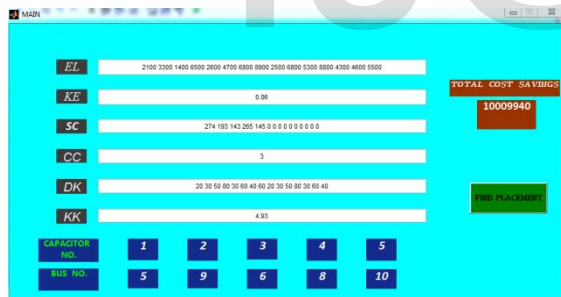 MAIN
EL 2100 3300 1400 6500 2600 4700 6800 8900 2500 6800 5300 8800 4300 4600 5500
TOTAL COST SAVINGS
KE 0.06
10009940
SC 274 193 143 265 145 0 0 0 0 0 0 0 0 0 0
CC 3
DK 20 30 50 80 30 60 40 60 20 30 50 80 30 60 40
FIND PLACEMENT
KK 4.93
CAPACITOR NO. 1 2 3 4 5
BUS NO. 5 9 6 8 10